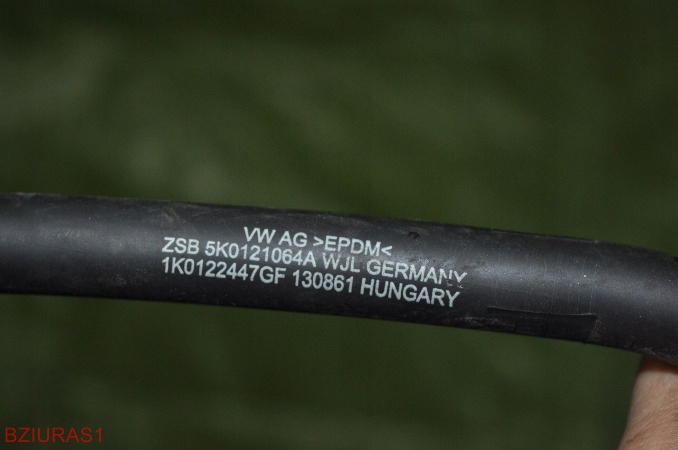 VW AG >EPDM<
ZSB 5K0121064A WJL GERMANY
1K0122447GF 130861 HUNGARY
BZIURAS1